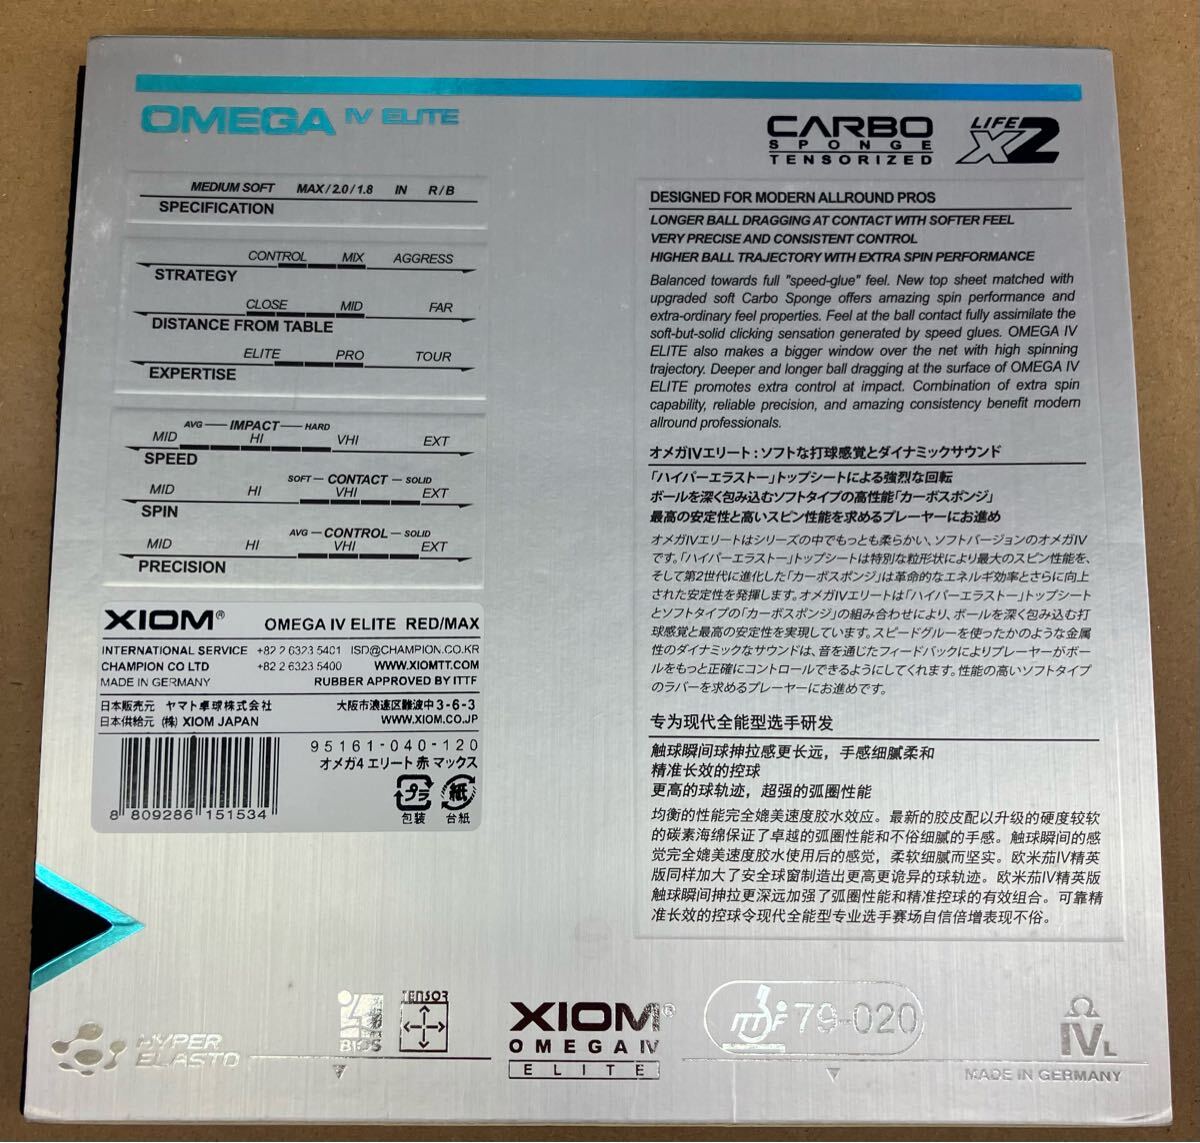 OMEGA IV ELITE
CARBO
SPONGE
TENSORIZED
LIFE
X2
MEDIUM SOFT MAX/2.0/1.8 IN R/B
SPECIFICATION
CONTROL MIX AGGRESS
STRATEGY
CLOSE MID FAR
DISTANCE FROM TABLE
ELITE PRO TOUR
EXPERTISE
AVG — IMPACT — HARD
MID HI VHI EXT
SPEED
SOFT — CONTACT — SOLID
MID HI VHI EXT
SPIN
AVG — CONTROL — SOLID
MID HI VHI EXT
PRECISION
DESIGNED FOR MODERN ALLROUND PROS
LONGER BALL DRAGGING AT CONTACT WITH SOFTER FEEL
VERY PRECISE AND CONSISTENT CONTROL
HIGHER BALL TRAJECTORY WITH EXTRA SPIN PERFORMANCE
Balanced towards full "speed-glue" feel. New top sheet matched with
upgraded soft Carbo Sponge offers amazing spin performance and
extra-ordinary feel properties. Feel at the ball contact fully assimilate the
soft-but-solid clicking sensation generated by speed glues. OMEGA IV
ELITE also makes a bigger window over the net with high spinning
trajectory. Deeper and longer ball dragging at the surface of OMEGA IV
ELITE promotes extra control at impact. Combination of extra spin
capability, reliable precision, and amazing consistency benefit modern
allround professionals.
オメガIVエリート:ソフトな打球感覚とダイナミックサウンド
「ハイパーエラストー」トップシートによる強烈な回転
ボールを深く包み込むソフトタイプの高性能「カーボスポンジ」
最高の安定性と高いスピン性能を求めるプレーヤーにお進め
オメガIVエリートはシリーズの中でもっとも柔らかい、ソフトバージョンのオメガIV
です。「ハイパーエラストー」トップシートは特別な粒形状により最大のスピン性能を、
そして第2世代に進化した「カーボスポンジ」は革命的なエネルギ効率とさらに向上
された安定性を発揮します。オメガIVエリートは「ハイパーエラストー」トップシート
とソフトタイプの「カーボスポンジ」の組み合わせにより、ボールを深く包み込む打
球感覚と最高の安定性を実現しています。スピードグルーを使ったかのような金属
性のダイナミックなサウンドは、音を通じたフィードバックによりプレーヤーがボー
ルをもっと正確にコントロールできるようにしてくれます。性能の高いソフトタイプ
のラバーを求めるプレーヤーにお進めです。
专为现代全能型选手研发
触球瞬间球抻拉感更长远，手感细腻柔和
精准长效的控球
更高的球轨迹，超强的弧圈性能
均衡的性能完全媲美速度胶水效应。最新的胶皮配以升级的硬度较软
的碳素海绵保证了卓越的弧圈性能和不俗细腻的手感。触球瞬间的感
觉完全媲美速度胶水使用后的感觉，柔软细腻而坚实。欧米茄IV精英
版同样加大了安全球窗制造出更高更诡异的球轨迹。欧米茄IV精英版
触球瞬间抻拉更深远加强了弧圈性能和精准控球的有效组合。可靠精
准长效的控球令现代全能型专业选手赛场自信倍增表现不俗。
XIOM® OMEGA IV ELITE RED/MAX
INTERNATIONAL SERVICE +82 2 6323 5401 ISD@CHAMPION.CO.KR
CHAMPION CO LTD +82 2 6323 5400 WWW.XIOMTT.COM
MADE IN GERMANY RUBBER APPROVED BY ITTF
日本販売元 ヤマト卓球株式会社 大阪市浪速区難波中3-6-3
日本供給元 (株) XIOM JAPAN WWW.XIOM.CO.JP
95161-040-120
オメガ4 エリート 赤 マックス
プラ 紙
包装 台紙
8 809286 151534
HYPER
ELASTO
BIOS
TENSOR
XIOM®
OMEGA IV
ELITE
ITTF 79-020
IV L
MADE IN GERMANY